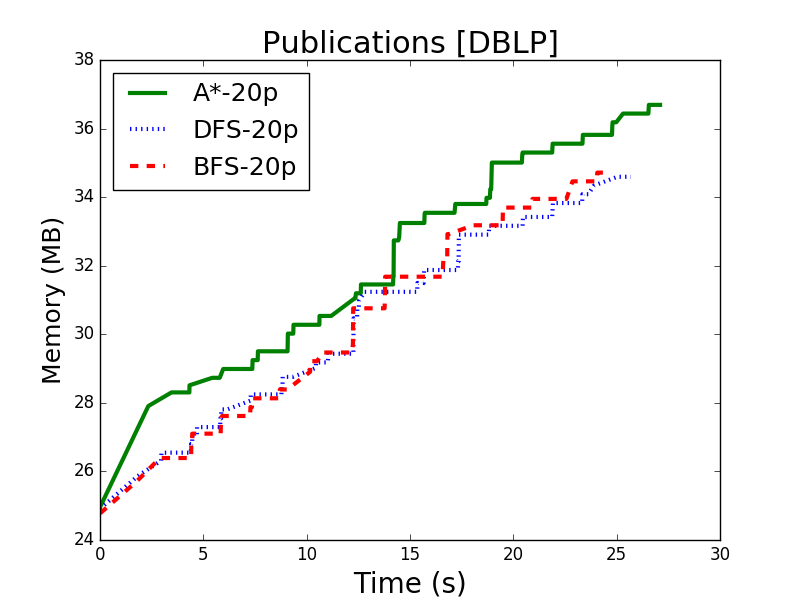 Publications [DBLP]
A*-20p
DFS-20p
BFS-20p
Memory (MB)
38
36
34
32
30
28
26
24
0 5 10 15 20 25 30
Time (s)